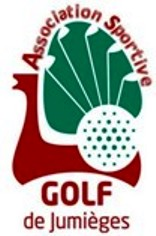 Association Sportive
GOLF
de Jumièges